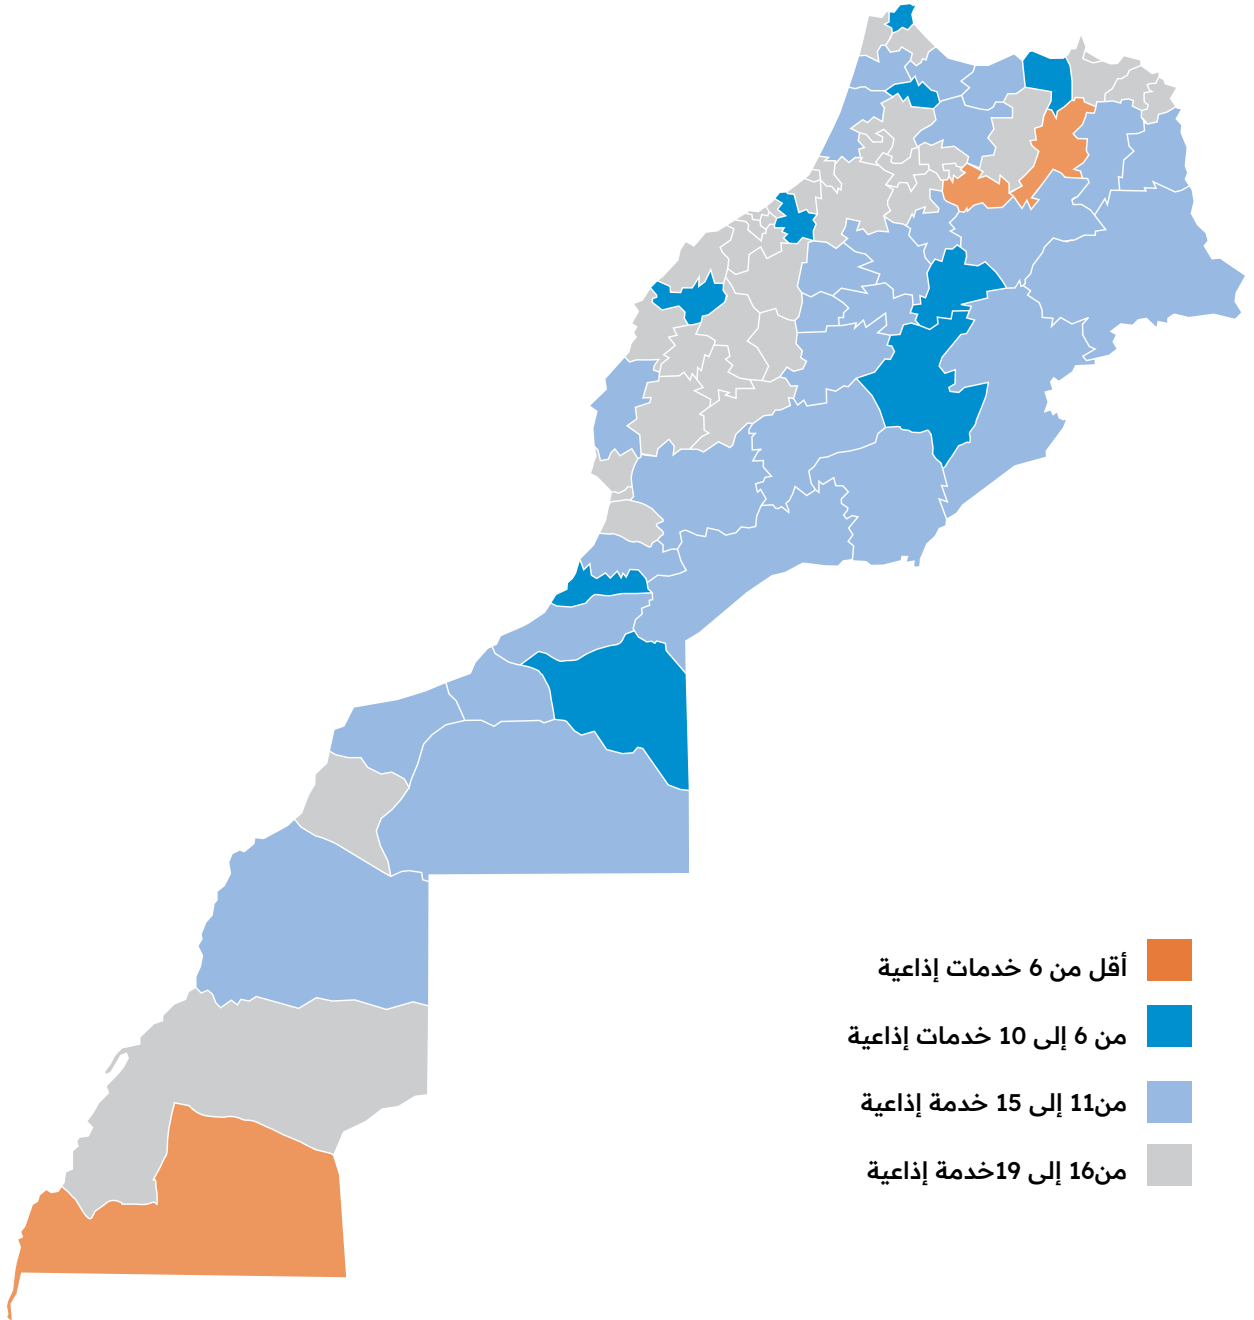 أقل من 6 خدمات إذاعية
من 6 إلى 10 خدمات إذاعية
من11 إلى 15 خدمة إذاعية
من16 إلى 19خدمة إذاعية